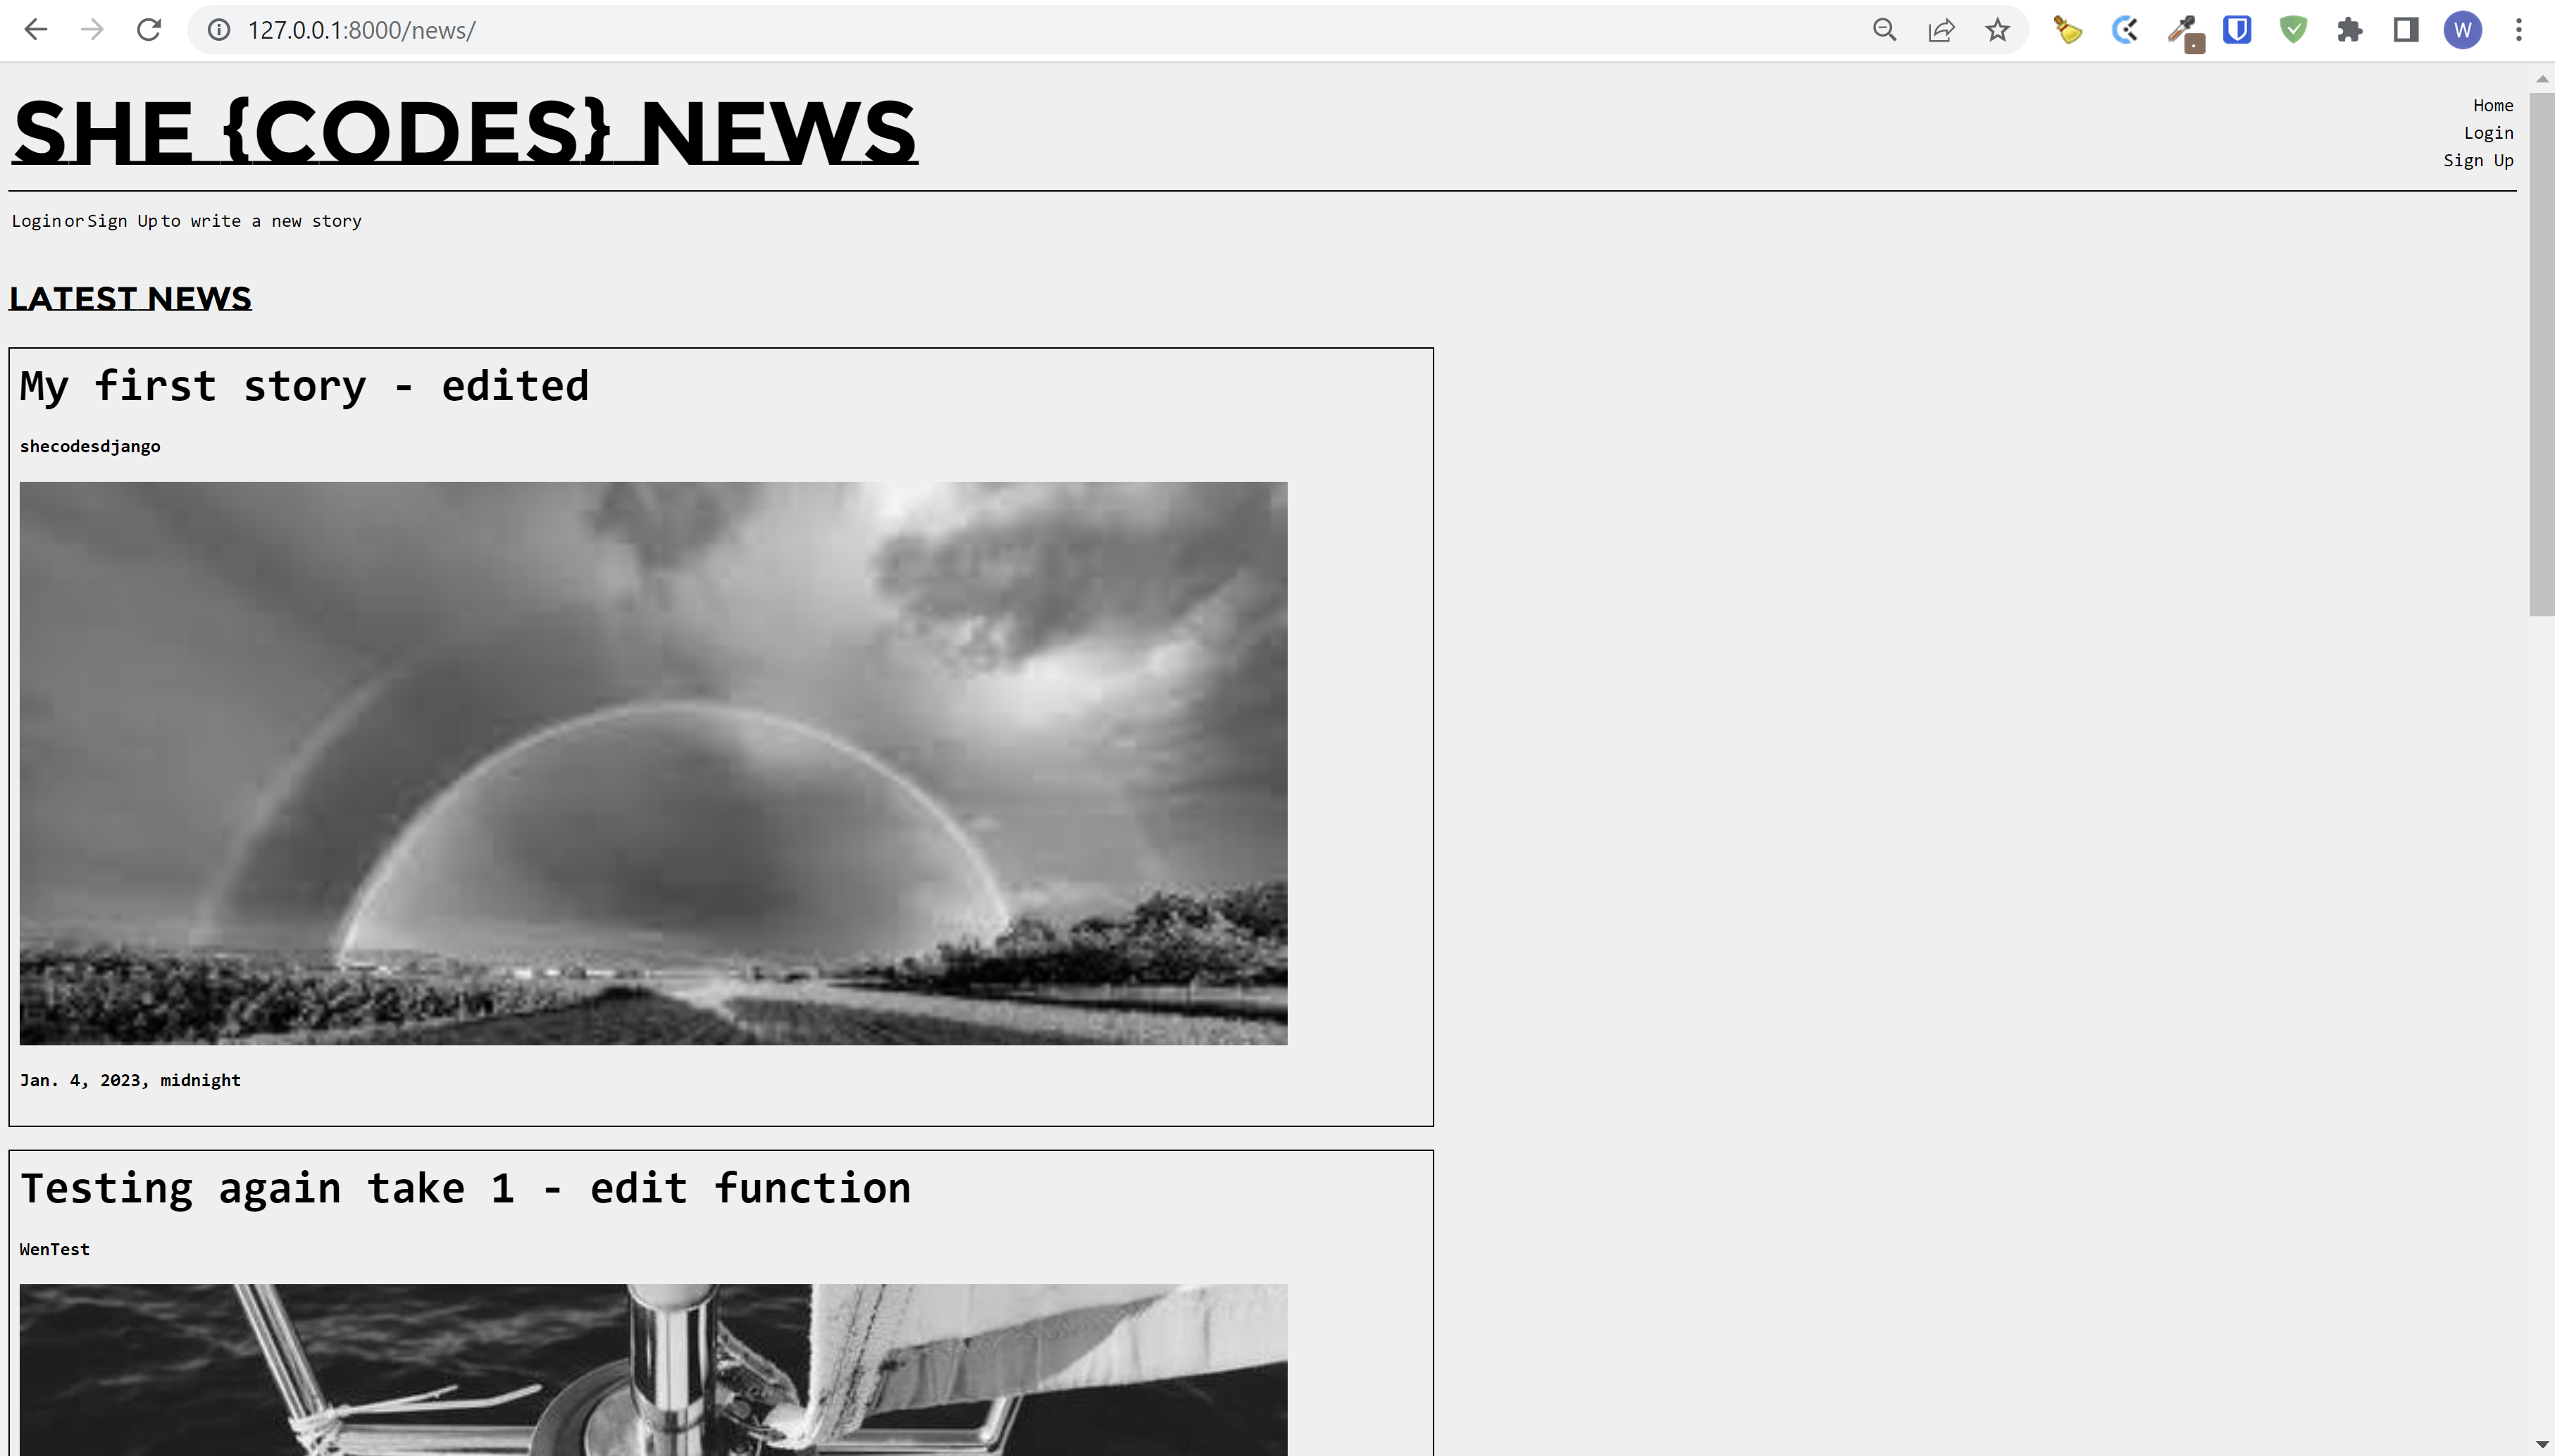 127.0.0.1:8000/news/
W
SHE {CODES} NEWS
Home
Login
Sign Up
Login or Sign Up to write a new story
LATEST NEWS
My first story - edited
shecodesdjango
Jan. 4, 2023, midnight
Testing again take 1 - edit function
WenTest